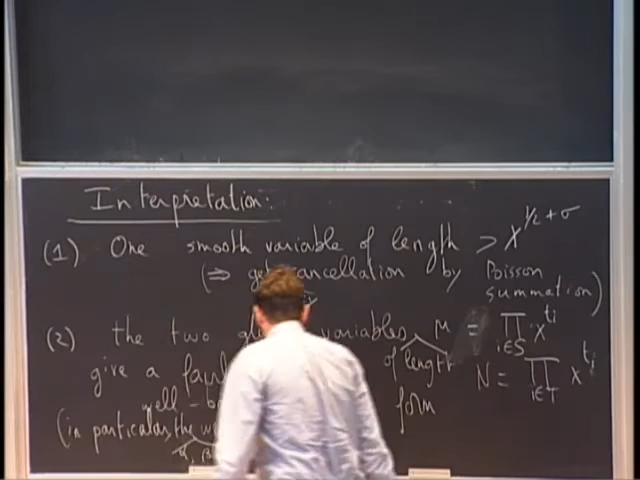 Interpretation:
(1) One smooth variable of length > x^{1/2 + σ}
(⇒ get cancellation by Poisson
summation)
(2) the two variables M = ∏_{i∈S} x^{t_i}
of length
give a N = ∏_{i∈T} x^{t_i}
well- form
(in particular, the
α,